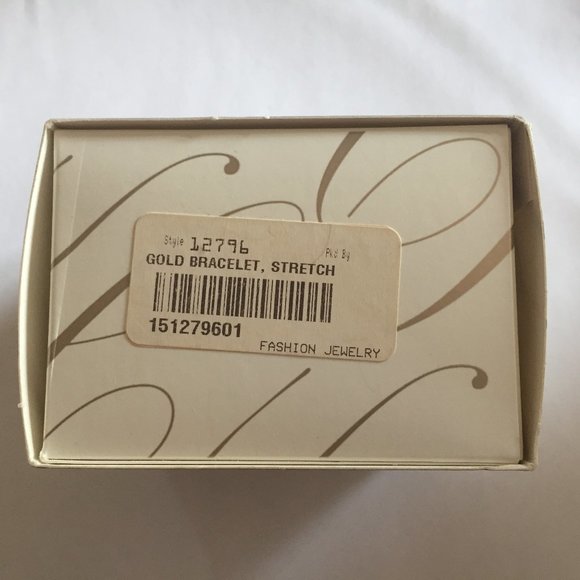 Style 12796 Pkd By
GOLD BRACELET, STRETCH
151279601
FASHION JEWELRY